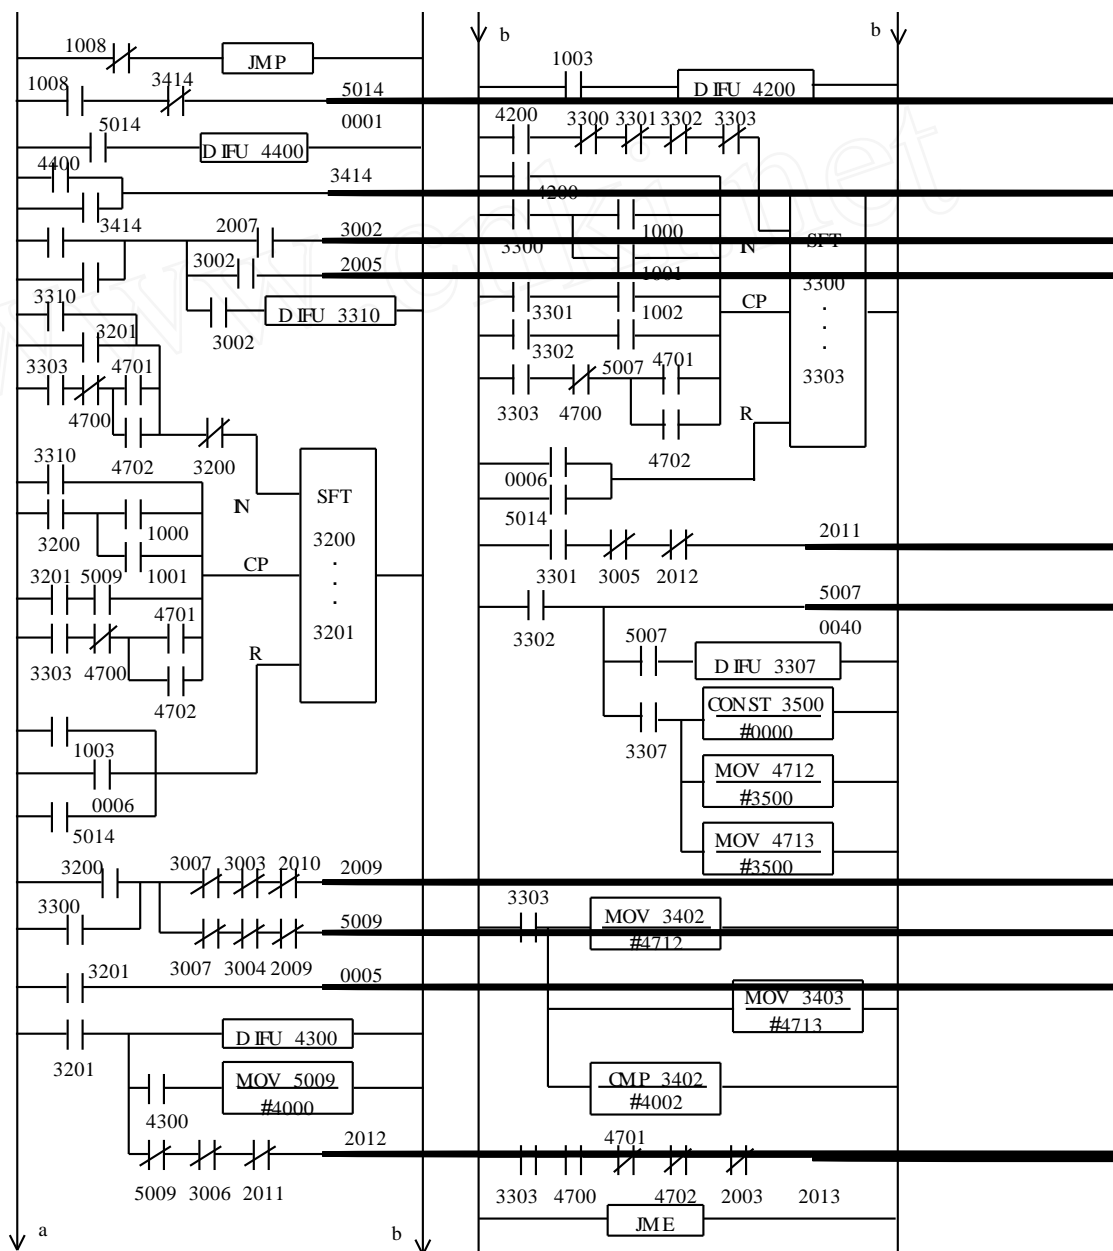 1008
JMP
1008 3414
5014
0001
5014
DIFU 4400
4400
3414
3414
2007
3002
3002
2005
3310
3002
DIFU 3310
3201
3303
4701
4700
4702
3200
3310
IN
SFT
3200
1000
3200
.
.
.
3201
3201 5009
1001
CP
4701
3303 4700
R
4702
1003
0006
5014
3200
3007 3003 2010
2009
3300
5009
3007 3004 2009
3201
0005
3201
DIFU 4300
MOV 5009
#4000
4300
2012
5009 3006 2011
a
b
b
b
1003
DIFU 4200
4200
3300 3301 3302 3303
4200
3300
1000
IN
SFT
1001
3300
.
.
.
3303
CP
3301
1002
3302
5007
4701
3303 4700
R
4702
0006
5014
2011
3301 3005 2012
5007
0040
3302
5007
DIFU 3307
CONST 3500
#0000
3307
MOV 4712
#3500
MOV 4713
#3500
3303
MOV 3402
#4712
MOV 3403
#4713
CMP 3402
#4002
4701
3303 4700 4702 2003 2013
JME
www.cnki.net